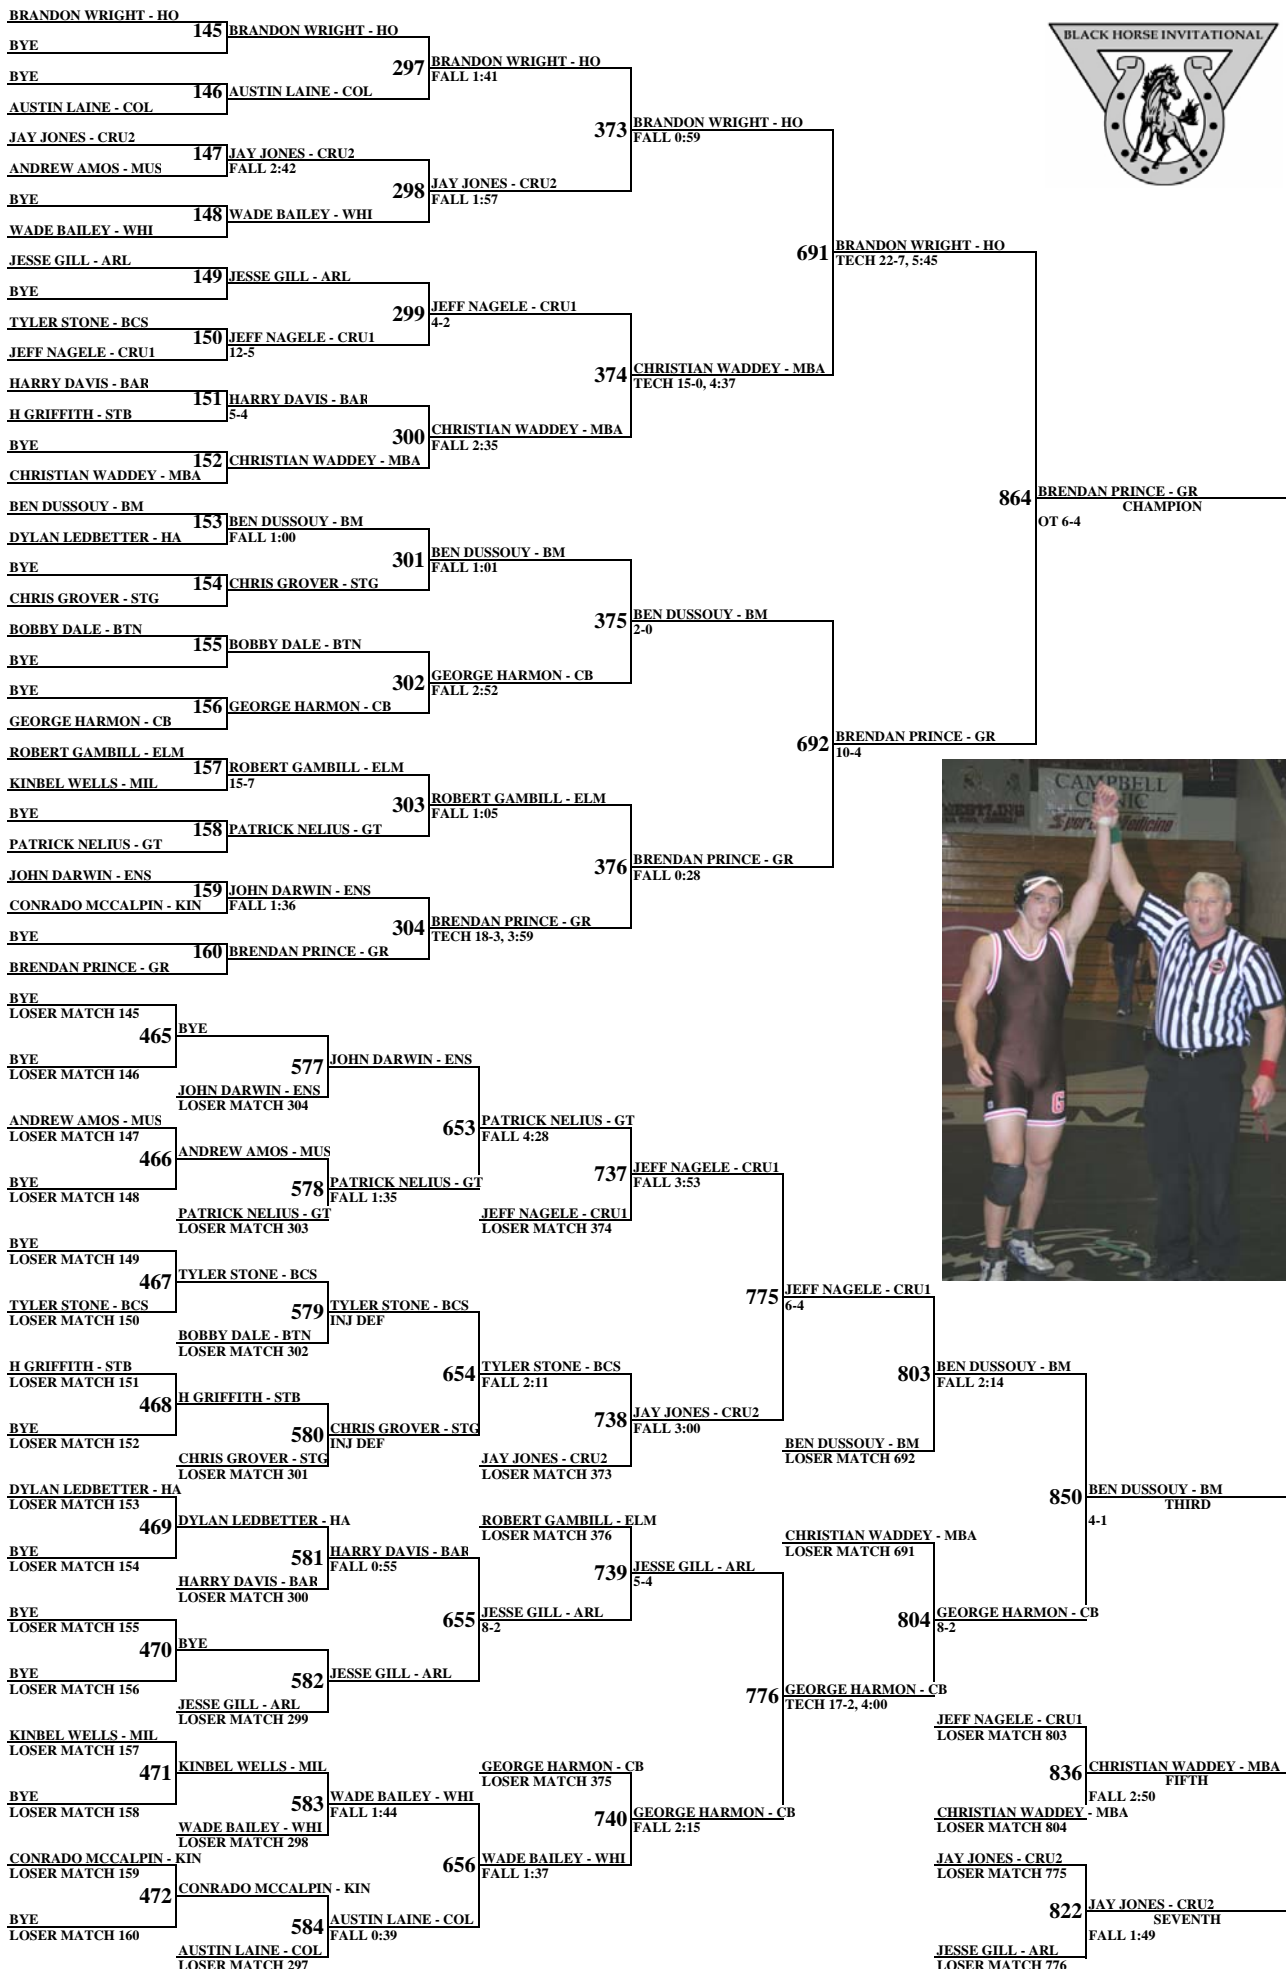 BLACK HORSE INVITATIONAL
BRANDON WRIGHT - HO
145
BRANDON WRIGHT - HO
BYE
297
BRANDON WRIGHT - HO
FALL 1:41
BYE
146
AUSTIN LAINE - COL
AUSTIN LAINE - COL
373
BRANDON WRIGHT - HO
FALL 0:59
JAY JONES - CRU2
147
JAY JONES - CRU2
FALL 2:42
ANDREW AMOS - MUS
298
JAY JONES - CRU2
FALL 1:57
BYE
148
WADE BAILEY - WHI
WADE BAILEY - WHI
691
BRANDON WRIGHT - HO
TECH 22-7, 5:45
JESSE GILL - ARL
149
JESSE GILL - ARL
BYE
299
JEFF NAGELE - CRU1
4-2
TYLER STONE - BCS
150
JEFF NAGELE - CRU1
12-5
JEFF NAGELE - CRU1
374
CHRISTIAN WADDEY - MBA
TECH 15-0, 4:37
HARRY DAVIS - BAR
151
HARRY DAVIS - BAR
5-4
H GRIFFITH - STB
300
CHRISTIAN WADDEY - MBA
FALL 2:35
BYE
152
CHRISTIAN WADDEY - MBA
CHRISTIAN WADDEY - MBA
864
BRENDAN PRINCE - GR
CHAMPION
OT 6-4
BEN DUSSOUY - BM
153
BEN DUSSOUY - BM
FALL 1:00
DYLAN LEDBETTER - HA
301
BEN DUSSOUY - BM
FALL 1:01
BYE
154
CHRIS GROVER - STG
CHRIS GROVER - STG
375
BEN DUSSOUY - BM
2-0
BOBBY DALE - BTN
155
BOBBY DALE - BTN
BYE
302
GEORGE HARMON - CB
FALL 2:52
BYE
156
GEORGE HARMON - CB
GEORGE HARMON - CB
692
BRENDAN PRINCE - GR
10-4
ROBERT GAMBILL - ELM
157
ROBERT GAMBILL - ELM
15-7
KINBEL WELLS - MIL
303
ROBERT GAMBILL - ELM
FALL 1:05
BYE
158
PATRICK NELIUS - GT
PATRICK NELIUS - GT
376
BRENDAN PRINCE - GR
FALL 0:28
JOHN DARWIN - ENS
159
JOHN DARWIN - ENS
FALL 1:36
CONRADO MCCALPIN - KIN
304
BRENDAN PRINCE - GR
TECH 18-3, 3:59
BYE
160
BRENDAN PRINCE - GR
BRENDAN PRINCE - GR
CAMPBELL
CLINIC
Sports Medicine
G
BYE
LOSER MATCH 145
465
BYE
BYE
LOSER MATCH 146
577
JOHN DARWIN - ENS
JOHN DARWIN - ENS
LOSER MATCH 304
ANDREW AMOS - MUS
LOSER MATCH 147
466
ANDREW AMOS - MUS
BYE
LOSER MATCH 148
578
PATRICK NELIUS - GT
FALL 1:35
PATRICK NELIUS - GT
LOSER MATCH 303
653
PATRICK NELIUS - GT
FALL 4:28
737
JEFF NAGELE - CRU1
FALL 3:53
JEFF NAGELE - CRU1
LOSER MATCH 374
BYE
LOSER MATCH 149
467
TYLER STONE - BCS
TYLER STONE - BCS
LOSER MATCH 150
579
TYLER STONE - BCS
INJ DEF
BOBBY DALE - BTN
LOSER MATCH 302
775
JEFF NAGELE - CRU1
6-4
H GRIFFITH - STB
LOSER MATCH 151
468
H GRIFFITH - STB
BYE
LOSER MATCH 152
580
CHRIS GROVER - STG
INJ DEF
CHRIS GROVER - STG
LOSER MATCH 301
654
TYLER STONE - BCS
FALL 2:11
738
JAY JONES - CRU2
FALL 3:00
JAY JONES - CRU2
LOSER MATCH 373
803
BEN DUSSOUY - BM
FALL 2:14
BEN DUSSOUY - BM
LOSER MATCH 692
850
BEN DUSSOUY - BM
THIRD
4-1
DYLAN LEDBETTER - HA
LOSER MATCH 153
469
DYLAN LEDBETTER - HA
BYE
LOSER MATCH 154
581
HARRY DAVIS - BAR
FALL 0:55
HARRY DAVIS - BAR
LOSER MATCH 300
ROBERT GAMBILL - ELM
LOSER MATCH 376
739
JESSE GILL - ARL
5-4
CHRISTIAN WADDEY - MBA
LOSER MATCH 691
655
JESSE GILL - ARL
8-2
804
GEORGE HARMON - CB
8-2
BYE
LOSER MATCH 155
470
BYE
BYE
LOSER MATCH 156
582
JESSE GILL - ARL
JESSE GILL - ARL
LOSER MATCH 299
776
GEORGE HARMON - CB
TECH 17-2, 4:00
KINBEL WELLS - MIL
LOSER MATCH 157
471
KINBEL WELLS - MIL
BYE
LOSER MATCH 158
583
WADE BAILEY - WHI
FALL 1:44
WADE BAILEY - WHI
LOSER MATCH 298
GEORGE HARMON - CB
LOSER MATCH 375
740
GEORGE HARMON - CB
FALL 2:15
656
WADE BAILEY - WHI
FALL 1:37
JEFF NAGELE - CRU1
LOSER MATCH 803
836
CHRISTIAN WADDEY - MBA
FIFTH
FALL 2:50
CHRISTIAN WADDEY - MBA
LOSER MATCH 804
CONRADO MCCALPIN - KIN
LOSER MATCH 159
472
CONRADO MCCALPIN - KIN
BYE
LOSER MATCH 160
584
AUSTIN LAINE - COL
FALL 0:39
AUSTIN LAINE - COL
LOSER MATCH 297
JAY JONES - CRU2
LOSER MATCH 775
822
JAY JONES - CRU2
SEVENTH
FALL 1:49
JESSE GILL - ARL
LOSER MATCH 776